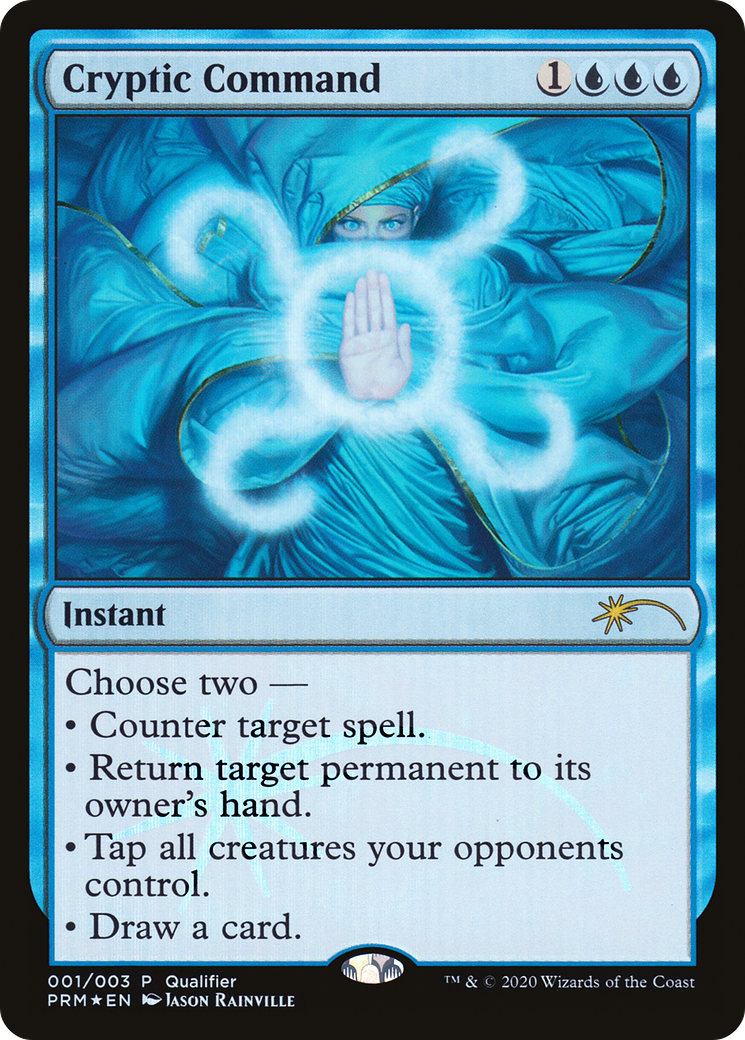 Cryptic Command 1
Instant
Choose two —
• Counter target spell.
• Return target permanent to its
owner's hand.
• Tap all creatures your opponents
control.
• Draw a card.
001/003 P Qualifier
PRM★EN Jason Rainville
™ & © 2020 Wizards of the Coast